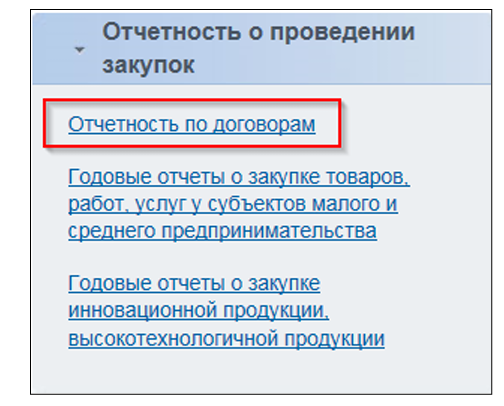 Отчетность о проведении
закупок
Отчетность по договорам
Годовые отчеты о закупке товаров,
работ, услуг у субъектов малого и
среднего предпринимательства
Годовые отчеты о закупке
инновационной продукции,
высокотехнологичной продукции